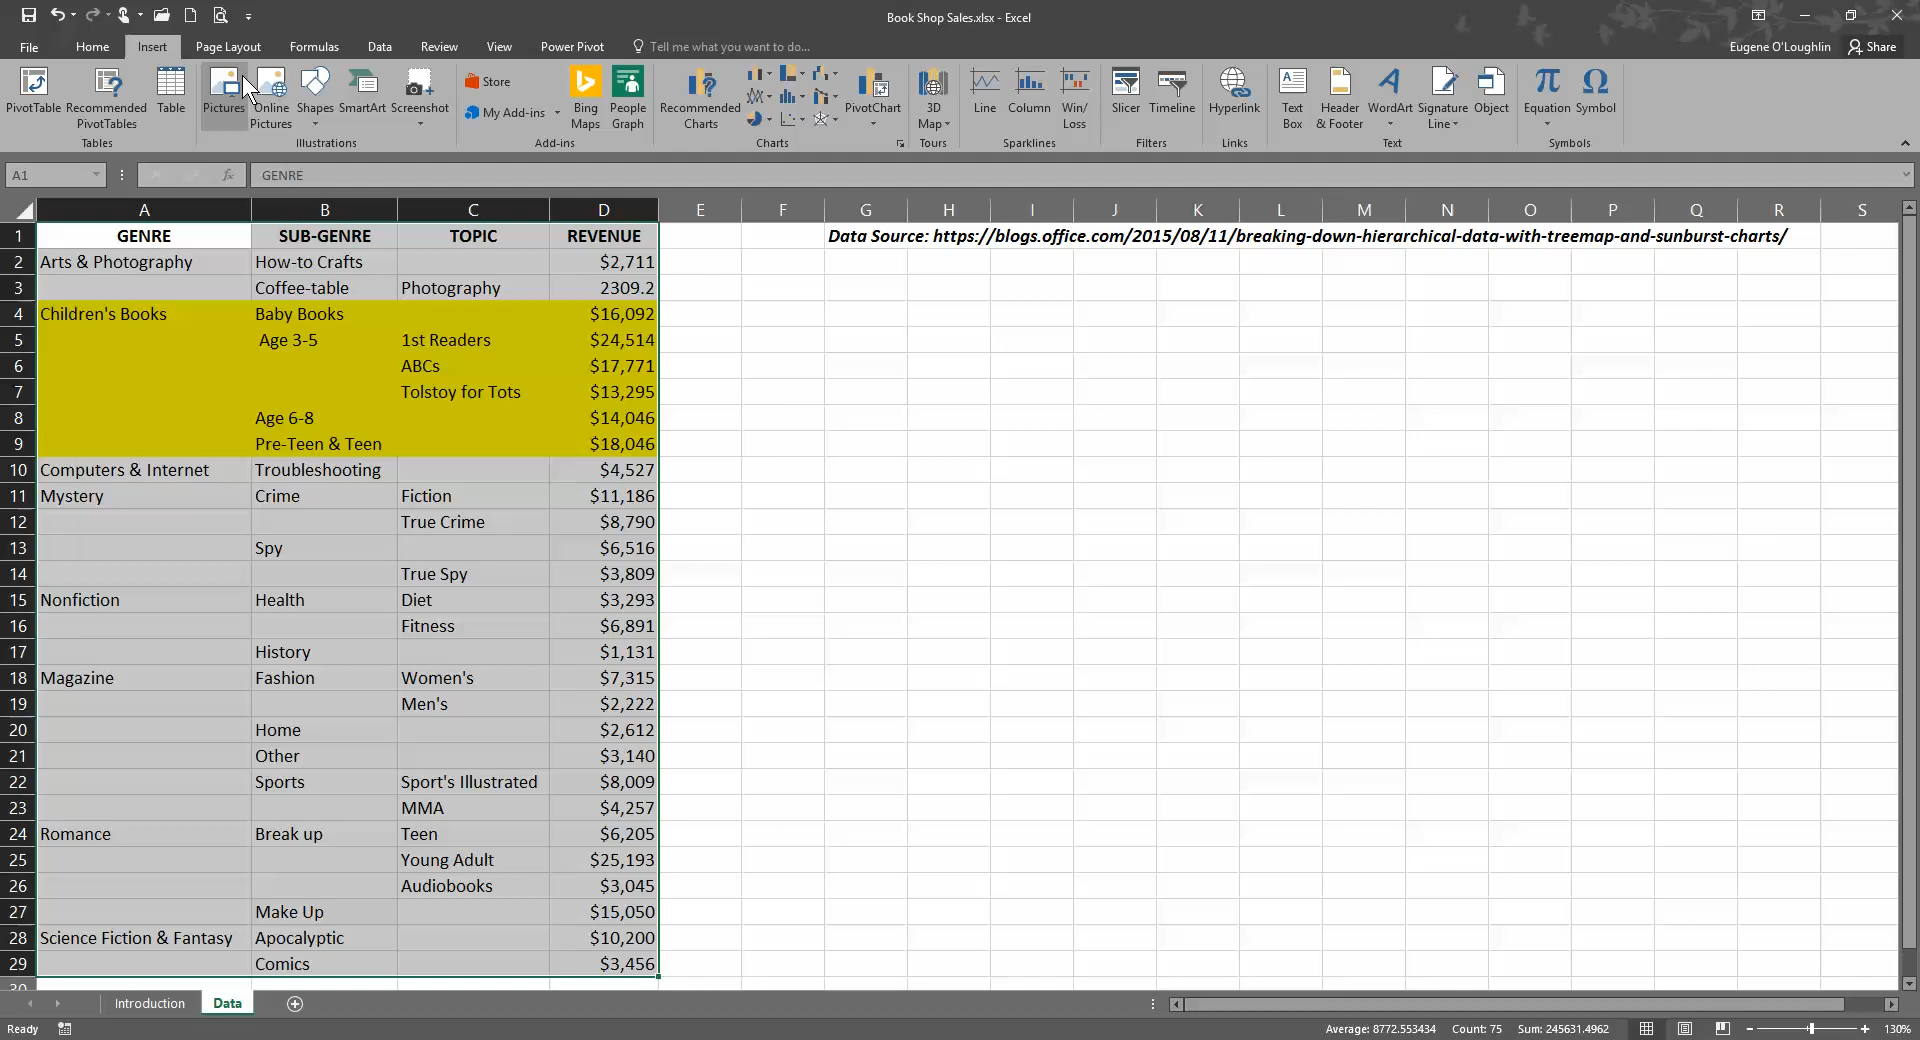 Book Shop Sales.xlsx - Excel
File Home Insert Page Layout Formulas Data Review View Power Pivot Tell me what you want to do... Eugene O'Loughlin Share
PivotTable Recommended PivotTables Table Pictures Online Pictures Shapes SmartArt Screenshot Store My Add-ins Bing Maps People Graph Recommended Charts PivotChart 3D Map Line Column Win/Loss Slicer Timeline Hyperlink Text Box Header & Footer WordArt Signature Line Object Equation Symbol
Tables Illustrations Add-ins Charts Tours Sparklines Filters Links Text Symbols
A1 fx GENRE
A B C D E F G H I J K L M N O P Q R S
1 GENRE SUB-GENRE TOPIC REVENUE Data Source: https://blogs.office.com/2015/08/11/breaking-down-hierarchical-data-with-treemap-and-sunburst-charts/
2 Arts & Photography How-to Crafts $2,711
3 Coffee-table Photography 2309.2
4 Children's Books Baby Books $16,092
5 Age 3-5 1st Readers $24,514
6 ABCs $17,771
7 Tolstoy for Tots $13,295
8 Age 6-8 $14,046
9 Pre-Teen & Teen $18,046
10 Computers & Internet Troubleshooting $4,527
11 Mystery Crime Fiction $11,186
12 True Crime $8,790
13 Spy $6,516
14 True Spy $3,809
15 Nonfiction Health Diet $3,293
16 Fitness $6,891
17 History $1,131
18 Magazine Fashion Women's $7,315
19 Men's $2,222
20 Home $2,612
21 Other $3,140
22 Sports Sport's Illustrated $8,009
23 MMA $4,257
24 Romance Break up Teen $6,205
25 Young Adult $25,193
26 Audiobooks $3,045
27 Make Up $15,050
28 Science Fiction & Fantasy Apocalyptic $10,200
29 Comics $3,456
30
Introduction Data
Ready Average: 8772.553434 Count: 75 Sum: 245631.4962 130%